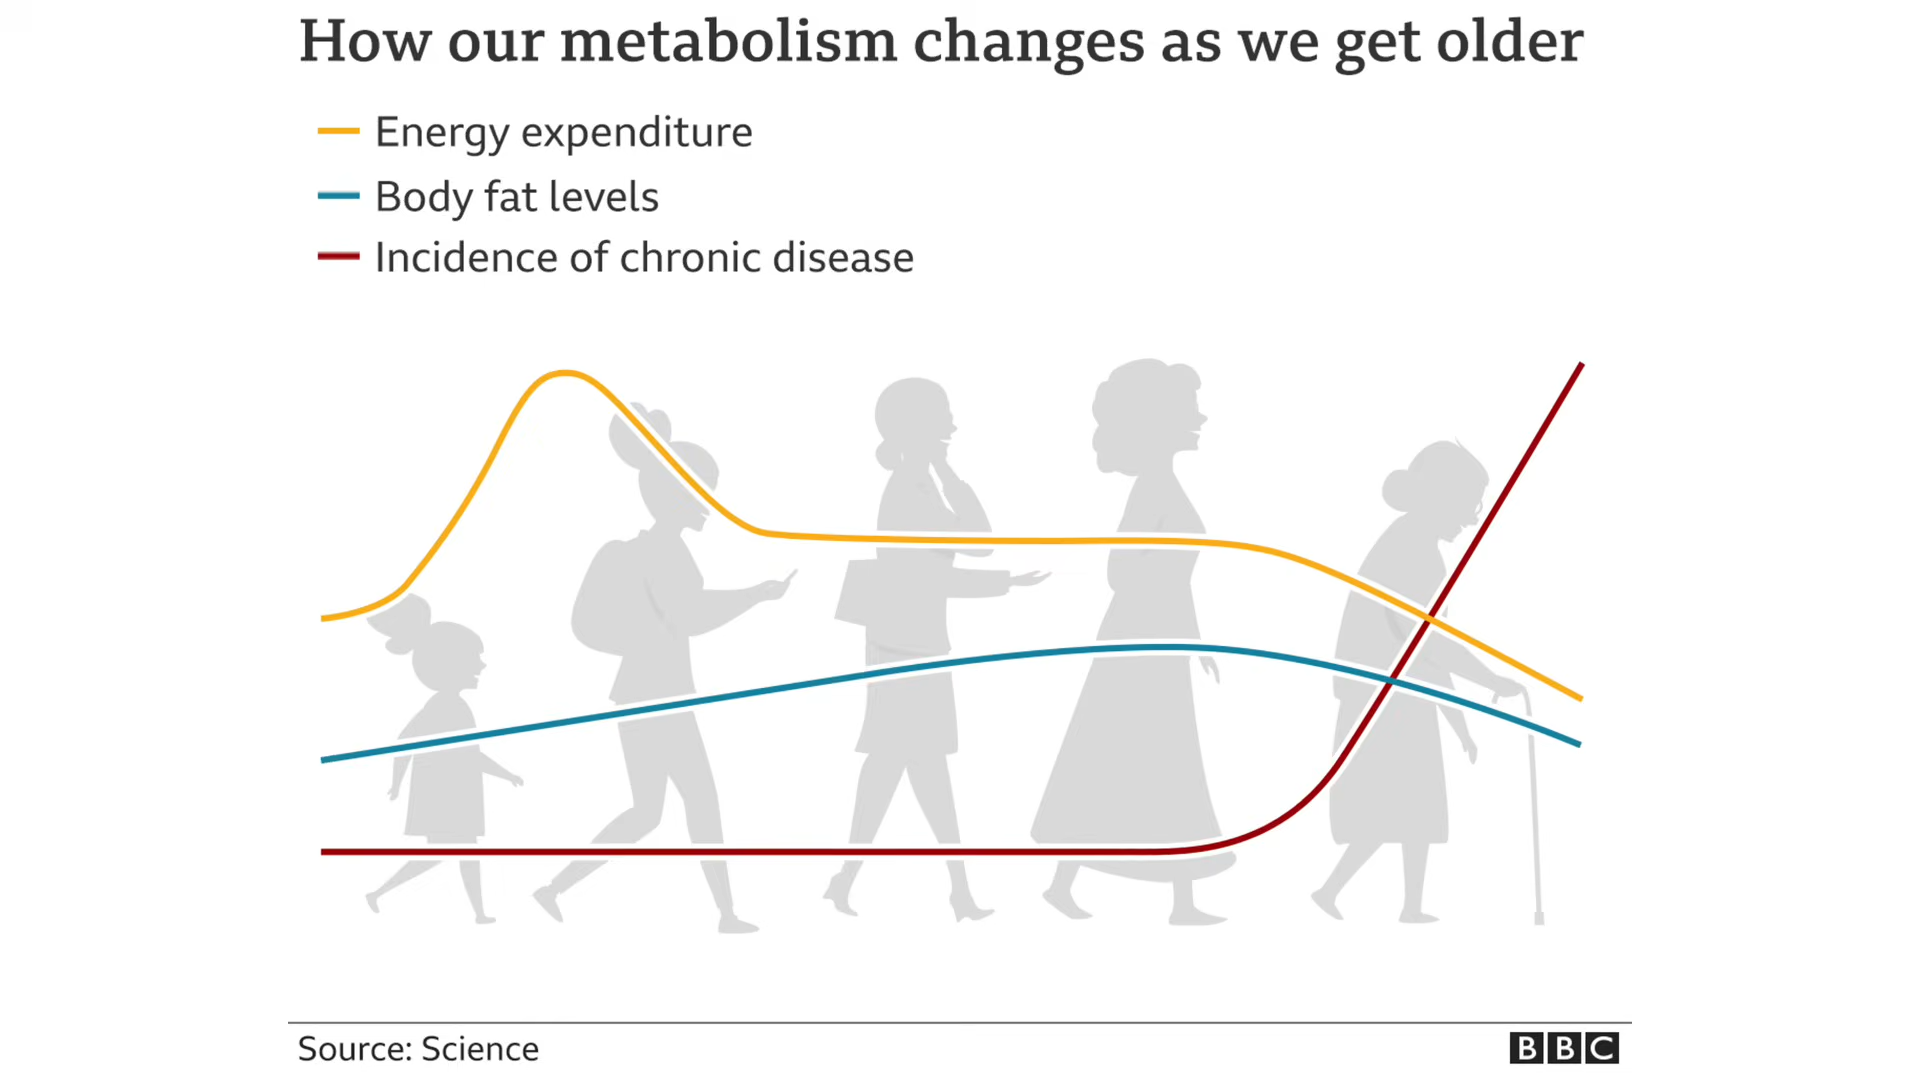 How our metabolism changes as we get older
Energy expenditure
Body fat levels
Incidence of chronic disease
Source: Science
BBC